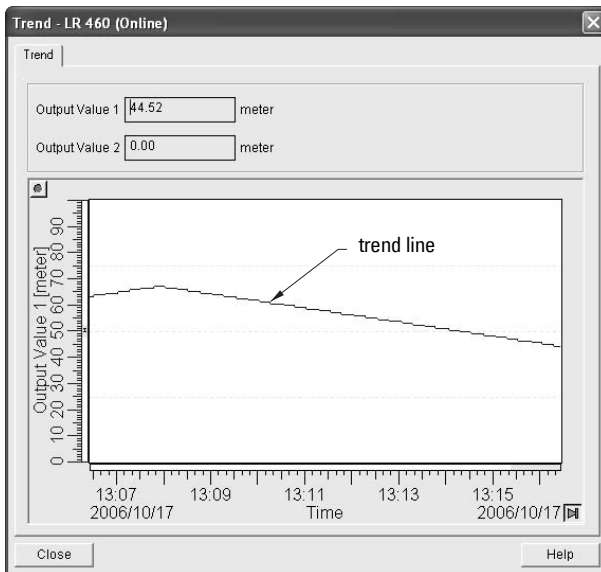 Trend - LR 460 (Online)
Trend
Output Value 1 44.52 meter
Output Value 2 0.00 meter
Output Value 1 [meter]
90
80
70
60
50
40
30
20
10
0
trend line
13:07 13:09 13:11 13:13 13:15
2006/10/17 Time 2006/10/17
Close Help